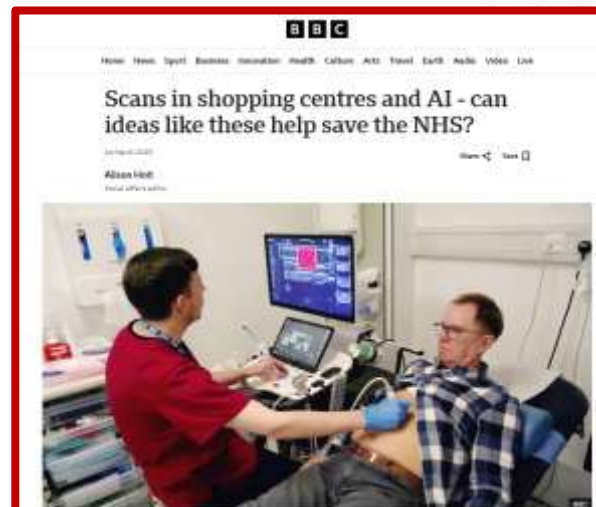 BBC
Home News Sport Business Innovation Health Culture Arts Travel Earth Audio Video Live
Scans in shopping centres and AI - can
ideas like these help save the NHS?
Share Save
Alison Holt